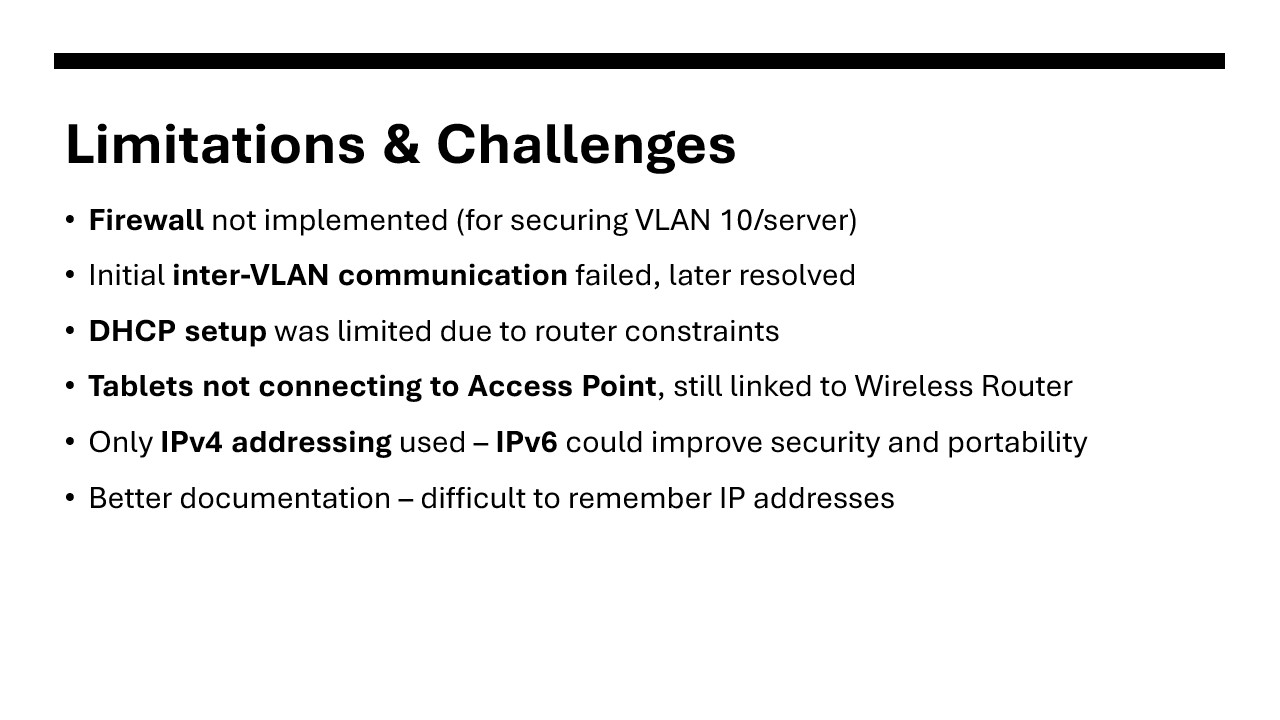 Limitations & Challenges
• Firewall not implemented (for securing VLAN 10/server)
• Initial inter-VLAN communication failed, later resolved
• DHCP setup was limited due to router constraints
• Tablets not connecting to Access Point, still linked to Wireless Router
• Only IPv4 addressing used – IPv6 could improve security and portability
• Better documentation – difficult to remember IP addresses